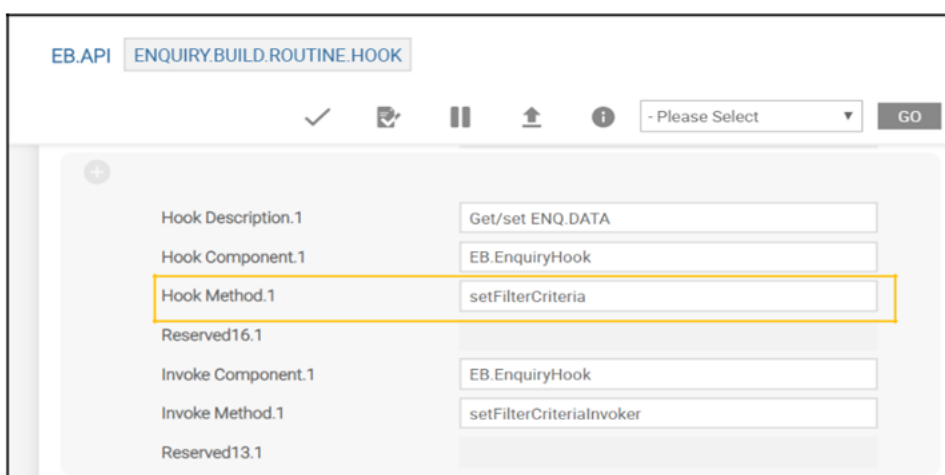 EB.API ENQUIRY.BUILD.ROUTINE.HOOK
- Please Select GO
Hook Description.1 Get/set ENQ.DATA
Hook Component.1 EB.EnquiryHook
Hook Method.1 setFilterCriteria
Reserved16.1
Invoke Component.1 EB.EnquiryHook
Invoke Method.1 setFilterCriteriaInvoker
Reserved13.1